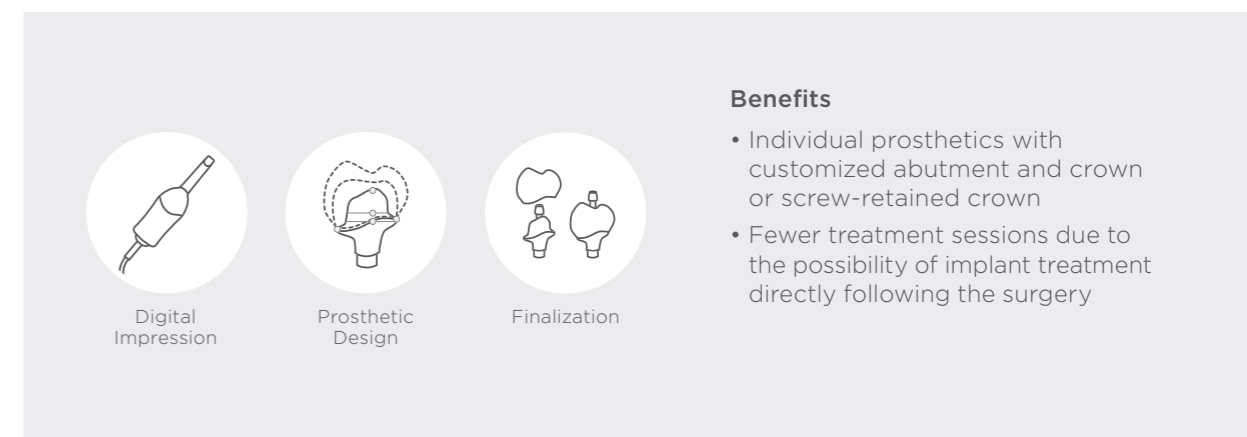 Benefits
• Individual prosthetics with
customized abutment and crown
or screw-retained crown
• Fewer treatment sessions due to
the possibility of implant treatment
directly following the surgery
Digital
Impression
Prosthetic
Design
Finalization